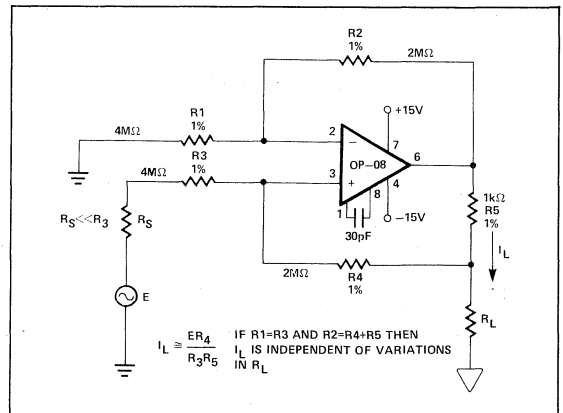 R2
1%
2MΩ
+15V
R1
4MΩ
1%
2
7
6
R3
OP-08
4MΩ
1%
3
4
8
1
-15V
30pF
1kΩ
R5
1%
RS<<R3
RS
IL
2MΩ
R4
1%
E
RL
IL ≅ ER4/R3R5
IF R1=R3 AND R2=R4+R5 THEN
IL IS INDEPENDENT OF VARIATIONS
IN RL